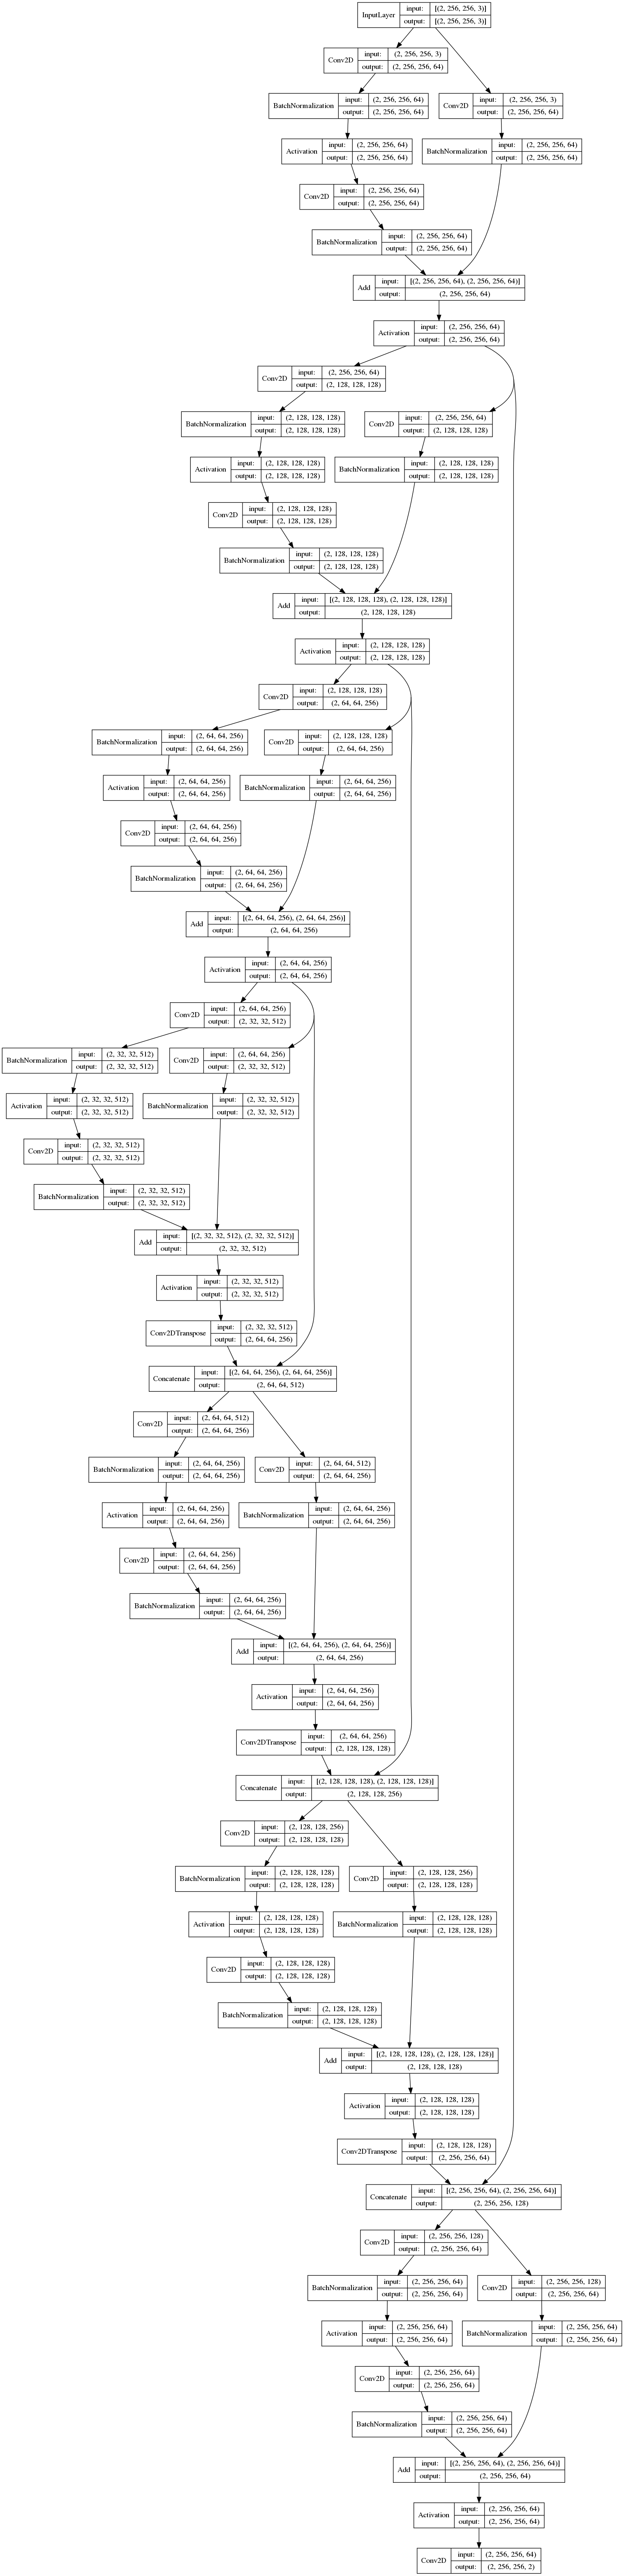 InputLayer input: [(2, 256, 256, 3)]
output: [(2, 256, 256, 3)]
Conv2D input: (2, 256, 256, 3)
output: (2, 256, 256, 64)
BatchNormalization input: (2, 256, 256, 64)
output: (2, 256, 256, 64)
Conv2D input: (2, 256, 256, 3)
output: (2, 256, 256, 64)
Activation input: (2, 256, 256, 64)
output: (2, 256, 256, 64)
BatchNormalization input: (2, 256, 256, 64)
output: (2, 256, 256, 64)
Conv2D input: (2, 256, 256, 64)
output: (2, 256, 256, 64)
BatchNormalization input: (2, 256, 256, 64)
output: (2, 256, 256, 64)
Add input: [(2, 256, 256, 64), (2, 256, 256, 64)]
output: (2, 256, 256, 64)
Activation input: (2, 256, 256, 64)
output: (2, 256, 256, 64)
Conv2D input: (2, 256, 256, 64)
output: (2, 128, 128, 128)
BatchNormalization input: (2, 128, 128, 128)
output: (2, 128, 128, 128)
Conv2D input: (2, 256, 256, 64)
output: (2, 128, 128, 128)
Activation input: (2, 128, 128, 128)
output: (2, 128, 128, 128)
BatchNormalization input: (2, 128, 128, 128)
output: (2, 128, 128, 128)
Conv2D input: (2, 128, 128, 128)
output: (2, 128, 128, 128)
BatchNormalization input: (2, 128, 128, 128)
output: (2, 128, 128, 128)
Add input: [(2, 128, 128, 128), (2, 128, 128, 128)]
output: (2, 128, 128, 128)
Activation input: (2, 128, 128, 128)
output: (2, 128, 128, 128)
Conv2D input: (2, 128, 128, 128)
output: (2, 64, 64, 256)
BatchNormalization input: (2, 64, 64, 256)
output: (2, 64, 64, 256)
Conv2D input: (2, 128, 128, 128)
output: (2, 64, 64, 256)
Activation input: (2, 64, 64, 256)
output: (2, 64, 64, 256)
BatchNormalization input: (2, 64, 64, 256)
output: (2, 64, 64, 256)
Conv2D input: (2, 64, 64, 256)
output: (2, 64, 64, 256)
BatchNormalization input: (2, 64, 64, 256)
output: (2, 64, 64, 256)
Add input: [(2, 64, 64, 256), (2, 64, 64, 256)]
output: (2, 64, 64, 256)
Activation input: (2, 64, 64, 256)
output: (2, 64, 64, 256)
Conv2D input: (2, 64, 64, 256)
output: (2, 32, 32, 512)
BatchNormalization input: (2, 32, 32, 512)
output: (2, 32, 32, 512)
Conv2D input: (2, 64, 64, 256)
output: (2, 32, 32, 512)
Activation input: (2, 32, 32, 512)
output: (2, 32, 32, 512)
BatchNormalization input: (2, 32, 32, 512)
output: (2, 32, 32, 512)
Conv2D input: (2, 32, 32, 512)
output: (2, 32, 32, 512)
BatchNormalization input: (2, 32, 32, 512)
output: (2, 32, 32, 512)
Add input: [(2, 32, 32, 512), (2, 32, 32, 512)]
output: (2, 32, 32, 512)
Activation input: (2, 32, 32, 512)
output: (2, 32, 32, 512)
Conv2DTranspose input: (2, 32, 32, 512)
output: (2, 64, 64, 256)
Concatenate input: [(2, 64, 64, 256), (2, 64, 64, 256)]
output: (2, 64, 64, 512)
Conv2D input: (2, 64, 64, 512)
output: (2, 64, 64, 256)
BatchNormalization input: (2, 64, 64, 256)
output: (2, 64, 64, 256)
Conv2D input: (2, 64, 64, 512)
output: (2, 64, 64, 256)
Activation input: (2, 64, 64, 256)
output: (2, 64, 64, 256)
BatchNormalization input: (2, 64, 64, 256)
output: (2, 64, 64, 256)
Conv2D input: (2, 64, 64, 256)
output: (2, 64, 64, 256)
BatchNormalization input: (2, 64, 64, 256)
output: (2, 64, 64, 256)
Add input: [(2, 64, 64, 256), (2, 64, 64, 256)]
output: (2, 64, 64, 256)
Activation input: (2, 64, 64, 256)
output: (2, 64, 64, 256)
Conv2DTranspose input: (2, 64, 64, 256)
output: (2, 128, 128, 128)
Concatenate input: [(2, 128, 128, 128), (2, 128, 128, 128)]
output: (2, 128, 128, 256)
Conv2D input: (2, 128, 128, 256)
output: (2, 128, 128, 128)
BatchNormalization input: (2, 128, 128, 128)
output: (2, 128, 128, 128)
Conv2D input: (2, 128, 128, 256)
output: (2, 128, 128, 128)
Activation input: (2, 128, 128, 128)
output: (2, 128, 128, 128)
BatchNormalization input: (2, 128, 128, 128)
output: (2, 128, 128, 128)
Conv2D input: (2, 128, 128, 128)
output: (2, 128, 128, 128)
BatchNormalization input: (2, 128, 128, 128)
output: (2, 128, 128, 128)
Add input: [(2, 128, 128, 128), (2, 128, 128, 128)]
output: (2, 128, 128, 128)
Activation input: (2, 128, 128, 128)
output: (2, 128, 128, 128)
Conv2DTranspose input: (2, 128, 128, 128)
output: (2, 256, 256, 64)
Concatenate input: [(2, 256, 256, 64), (2, 256, 256, 64)]
output: (2, 256, 256, 128)
Conv2D input: (2, 256, 256, 128)
output: (2, 256, 256, 64)
BatchNormalization input: (2, 256, 256, 64)
output: (2, 256, 256, 64)
Conv2D input: (2, 256, 256, 128)
output: (2, 256, 256, 64)
Activation input: (2, 256, 256, 64)
output: (2, 256, 256, 64)
BatchNormalization input: (2, 256, 256, 64)
output: (2, 256, 256, 64)
Conv2D input: (2, 256, 256, 64)
output: (2, 256, 256, 64)
BatchNormalization input: (2, 256, 256, 64)
output: (2, 256, 256, 64)
Add input: [(2, 256, 256, 64), (2, 256, 256, 64)]
output: (2, 256, 256, 64)
Activation input: (2, 256, 256, 64)
output: (2, 256, 256, 64)
Conv2D input: (2, 256, 256, 64)
output: (2, 256, 256, 2)